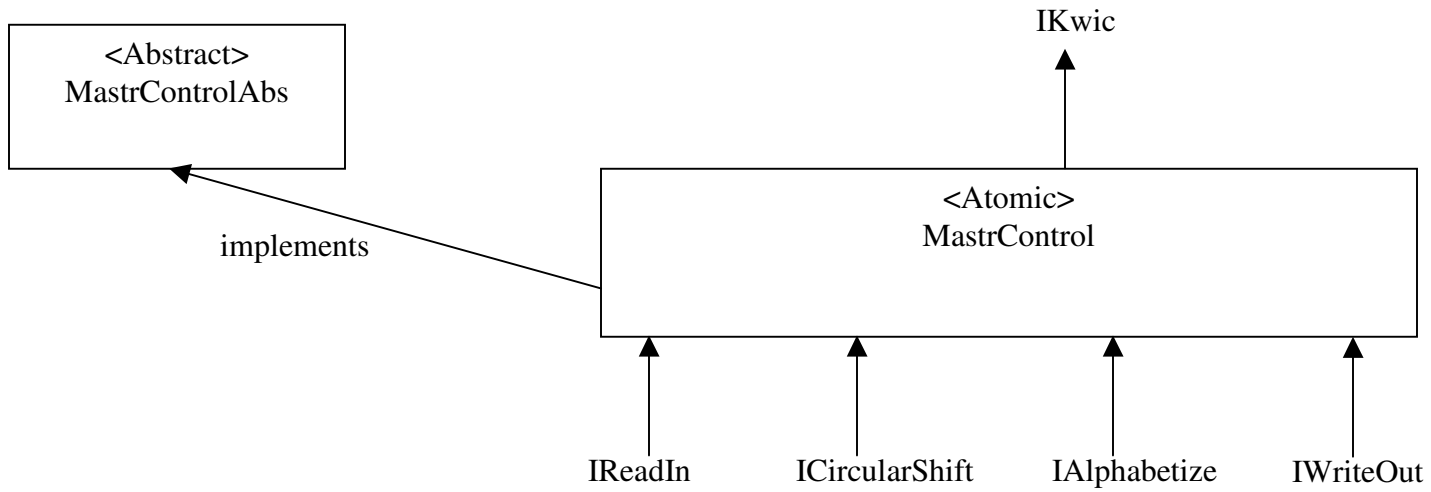 IKwic
<Abstract>
MastrControlAbs
<Atomic>
MastrControl
implements
IReadIn
ICircularShift
IAlphabetize
IWriteOut